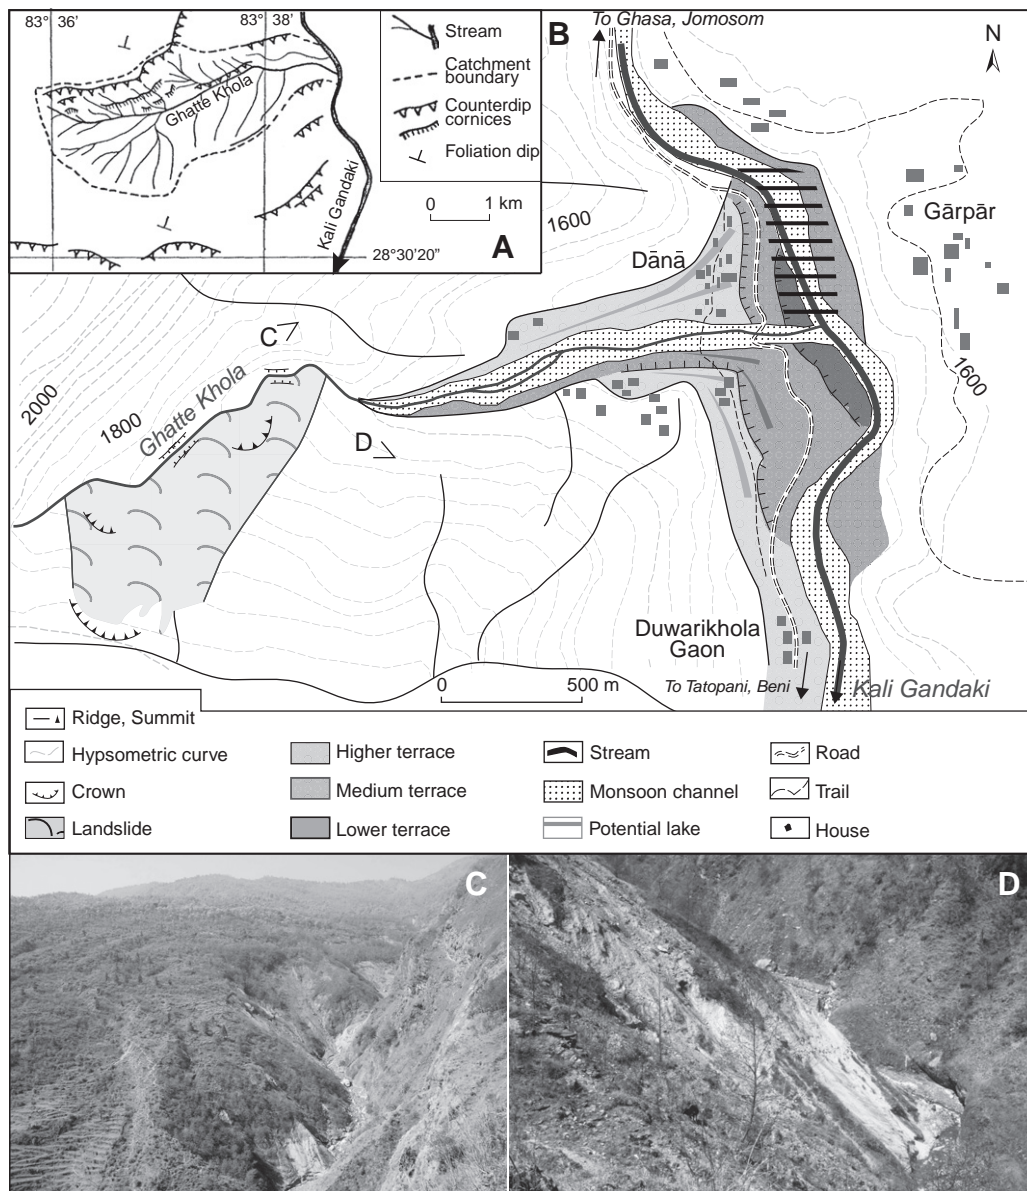 83° 36'
83° 38'
Ghatte Khola
Kali Gandaki
28°30'20"
A
Stream
Catchment
boundary
Counterdip
cornices
Foliation dip
0 1 km
B
To Ghasa, Jomosom
N
1600
Dānā
Gārpār
1600
C
Ghatte Khola
2000
1800
D
Duwarikhola
Gaon
0 500 m
To Tatopani, Beni
Kali Gandaki
Ridge, Summit
Hypsometric curve
Crown
Landslide
Higher terrace
Medium terrace
Lower terrace
Stream
Monsoon channel
Potential lake
Road
Trail
House
C
D